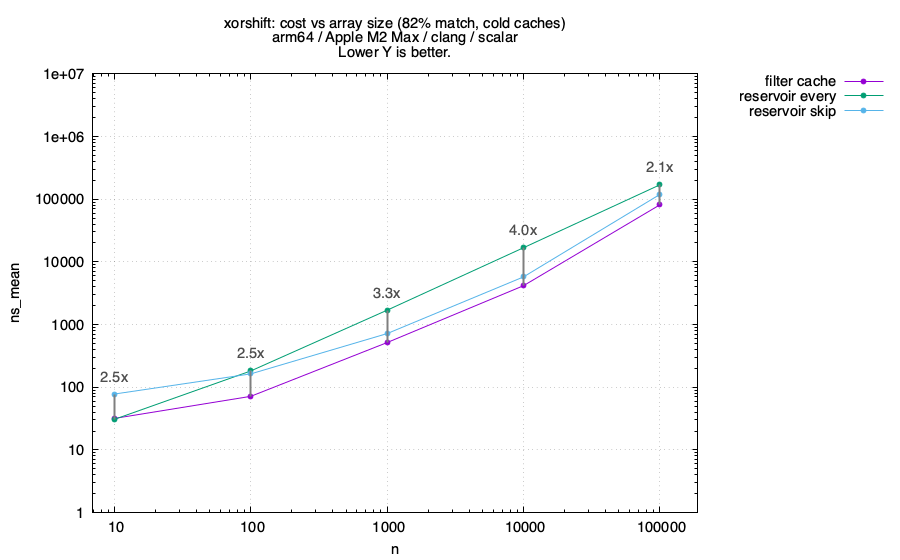 xorshift: cost vs array size (82% match, cold caches)
arm64 / Apple M2 Max / clang / scalar
Lower Y is better.
filter cache
reservoir every
reservoir skip
1e+07
1e+06
100000
10000
1000
100
10
1
ns_mean
2.5x
2.5x
3.3x
4.0x
2.1x
10
100
1000
10000
100000
n